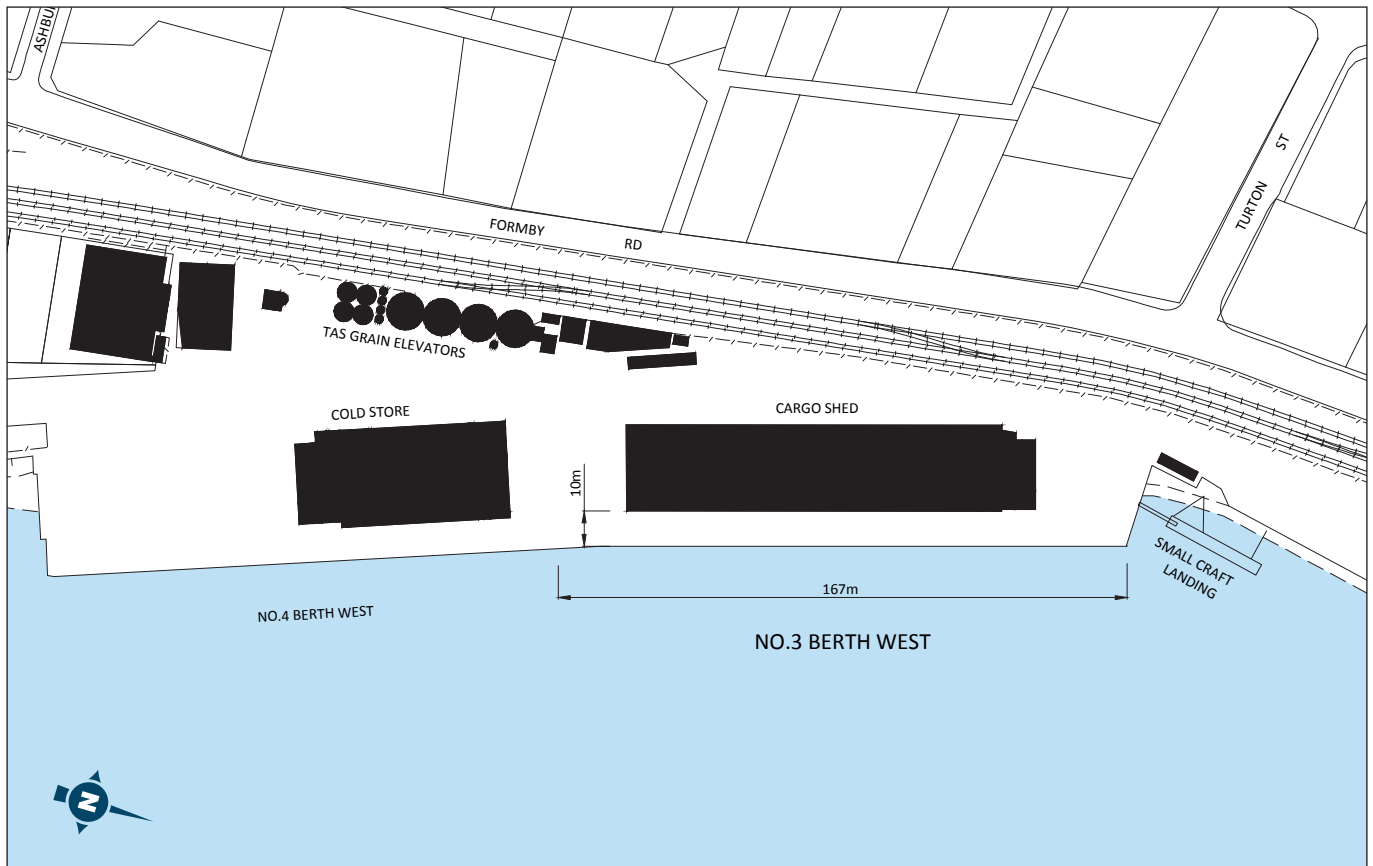 ASHBU
TURTON ST
FORMBY RD
TAS GRAIN ELEVATORS
COLD STORE
CARGO SHED
10m
SMALL CRAFT
LANDING
167m
NO.4 BERTH WEST
NO.3 BERTH WEST
N